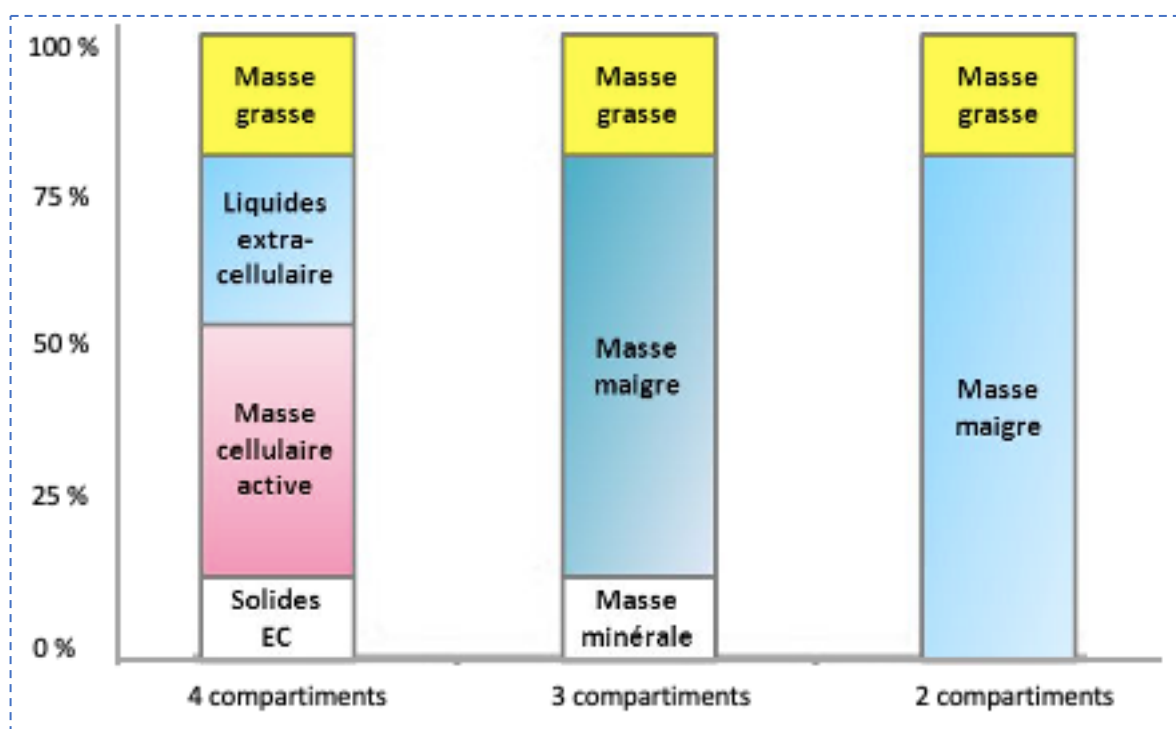 100 %
75 %
50 %
25 %
0 %
Masse
grasse
Liquides
extra-
cellulaire
Masse
cellulaire
active
Solides
EC
Masse
grasse
Masse
maigre
Masse
minérale
Masse
grasse
Masse
maigre
4 compartiments
3 compartiments
2 compartiments